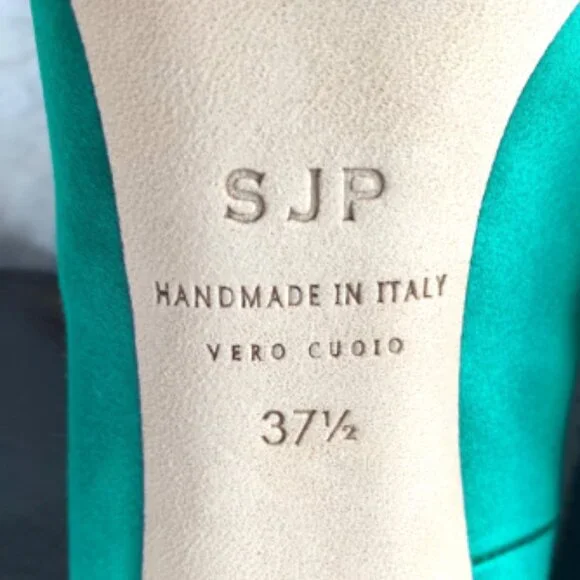 SJP
HANDMADE IN ITALY
VERO CUOIO
37½